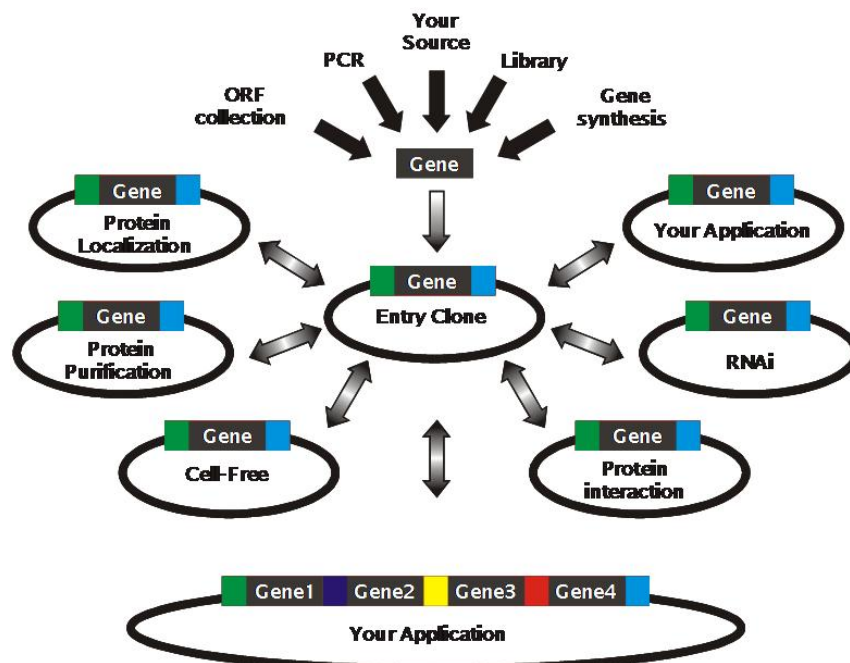 Your
Source
PCR
Library
ORF
collection
Gene
synthesis
Gene
Gene
Protein
Localization
Gene
Your Application
Gene
Entry Clone
Gene
Protein
Purification
Gene
RNAi
Gene
Cell-Free
Gene
Protein
interaction
Gene1 Gene2 Gene3 Gene4
Your Application